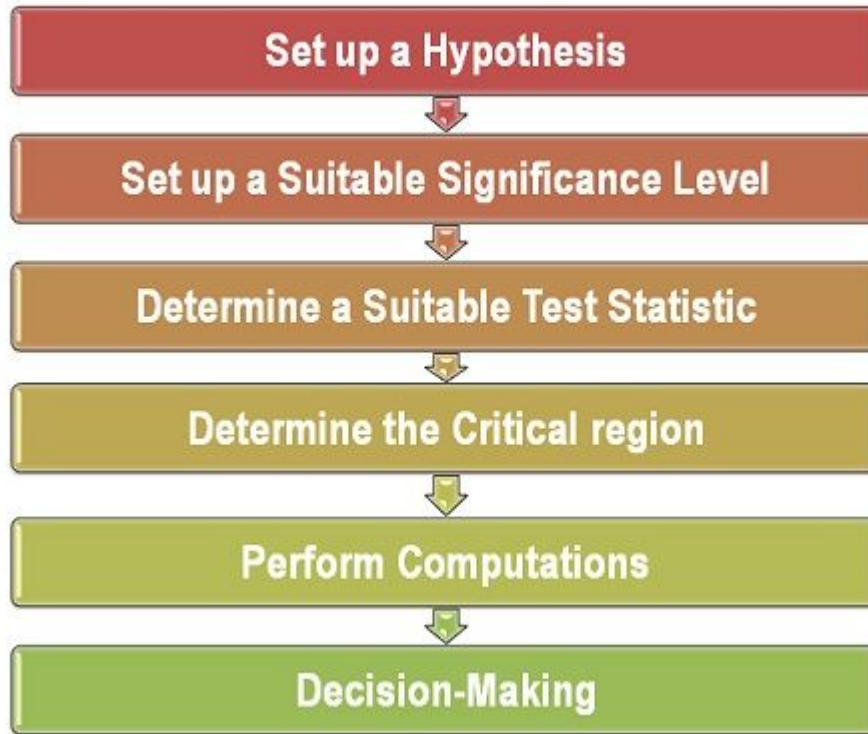 Set up a Hypothesis
Set up a Suitable Significance Level
Determine a Suitable Test Statistic
Determine the Critical region
Perform Computations
Decision-Making